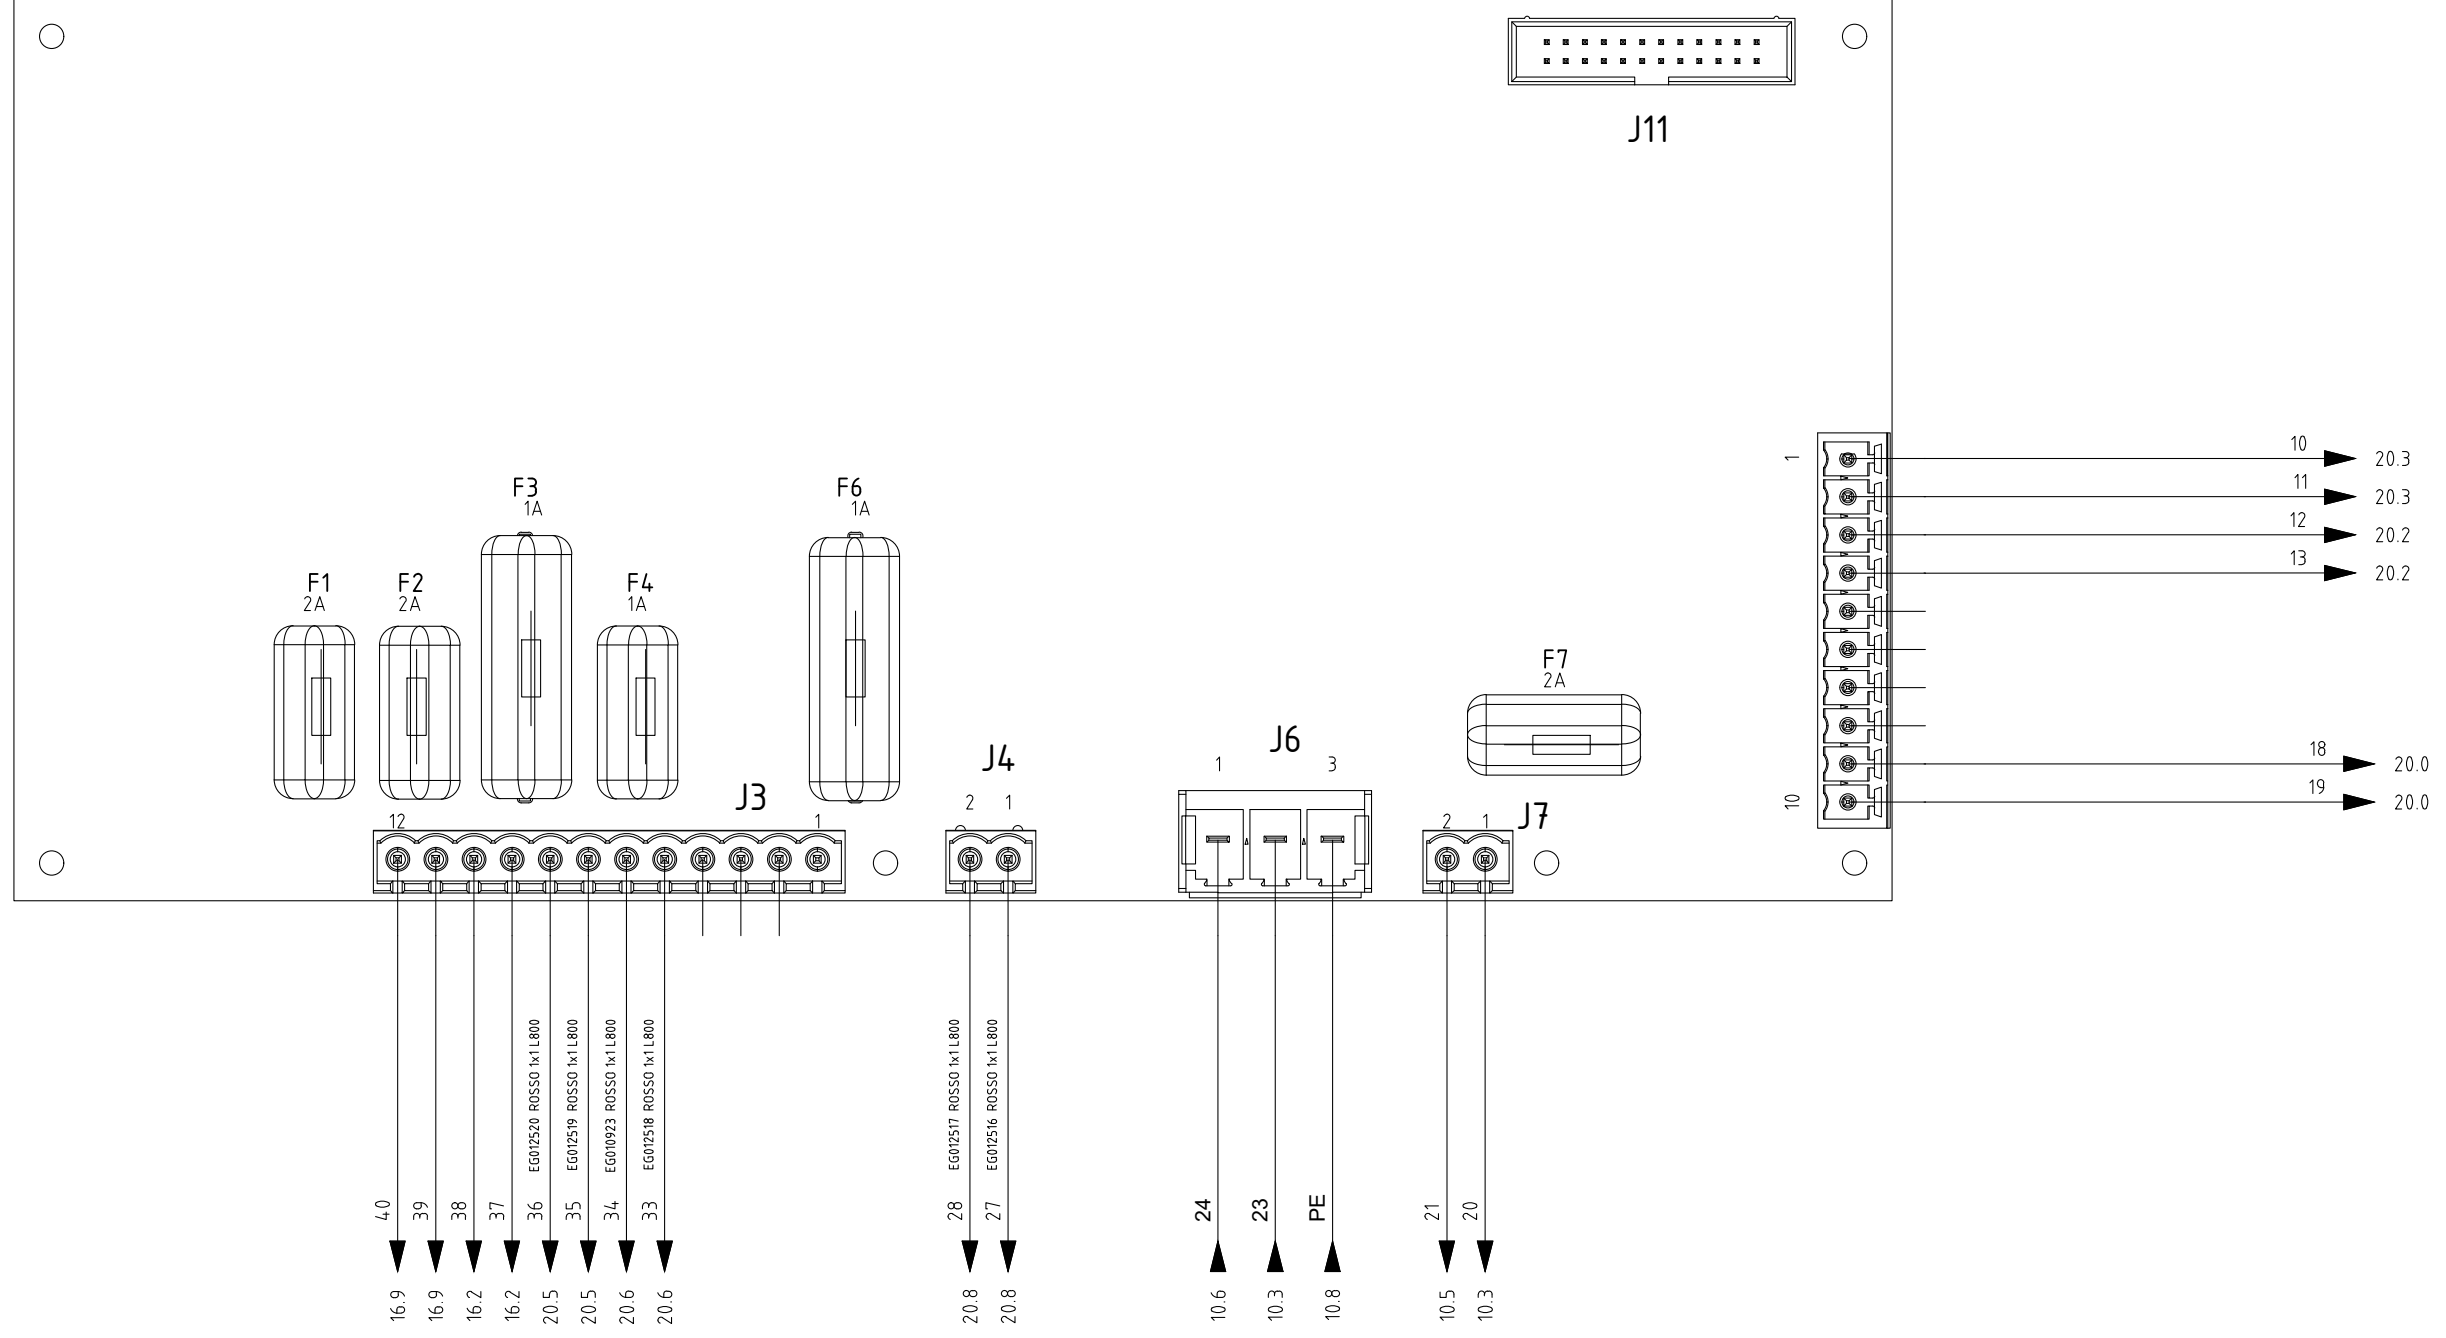 J11
1
10
20.3
11
20.3
12
20.2
13
20.2
18
20.0
10
19
20.0
F3
1A
F6
1A
F1
2A
F2
2A
F4
1A
F7
2A
J3
12
1
J4
2
1
J6
1
3
J7
2
1
40
16.9
39
16.9
38
16.2
37
16.2
EG012520 ROSSO 1x1 L800
36
20.5
EG012519 ROSSO 1x1 L800
35
20.5
EG010923 ROSSO 1x1 L800
34
20.6
EG012518 ROSSO 1x1 L800
33
20.6
EG012517 ROSSO 1x1 L800
28
20.8
EG012516 ROSSO 1x1 L800
27
20.8
24
10.6
23
10.3
PE
10.8
21
10.5
20
10.3